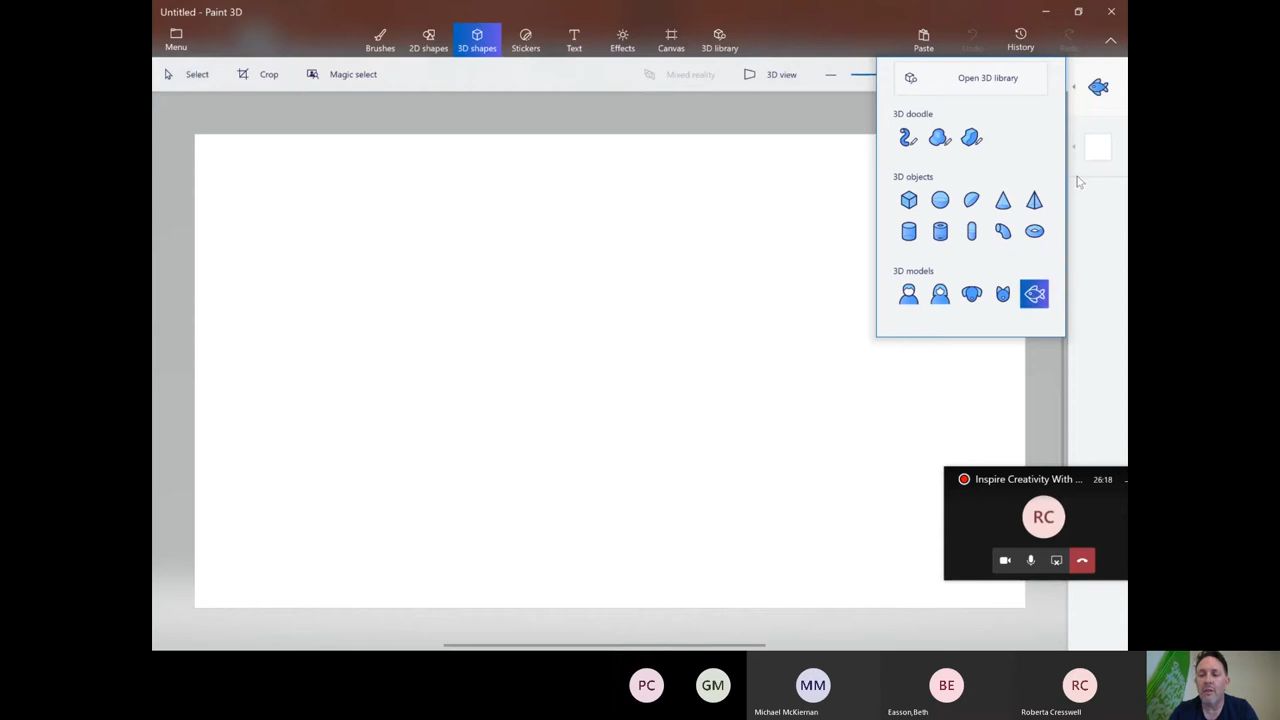 Untitled - Paint 3D
Menu
Brushes
2D shapes
3D shapes
Stickers
Text
Effects
Canvas
3D library
Paste
Undo
History
Redo
Select
Crop
Magic select
Mixed reality
3D view
Open 3D library
3D doodle
3D objects
3D models
Inspire Creativity With ...
26:18
RC
PC
GM
MM
BE
RC
Michael McKiernan
Easson,Beth
Roberta Cresswell